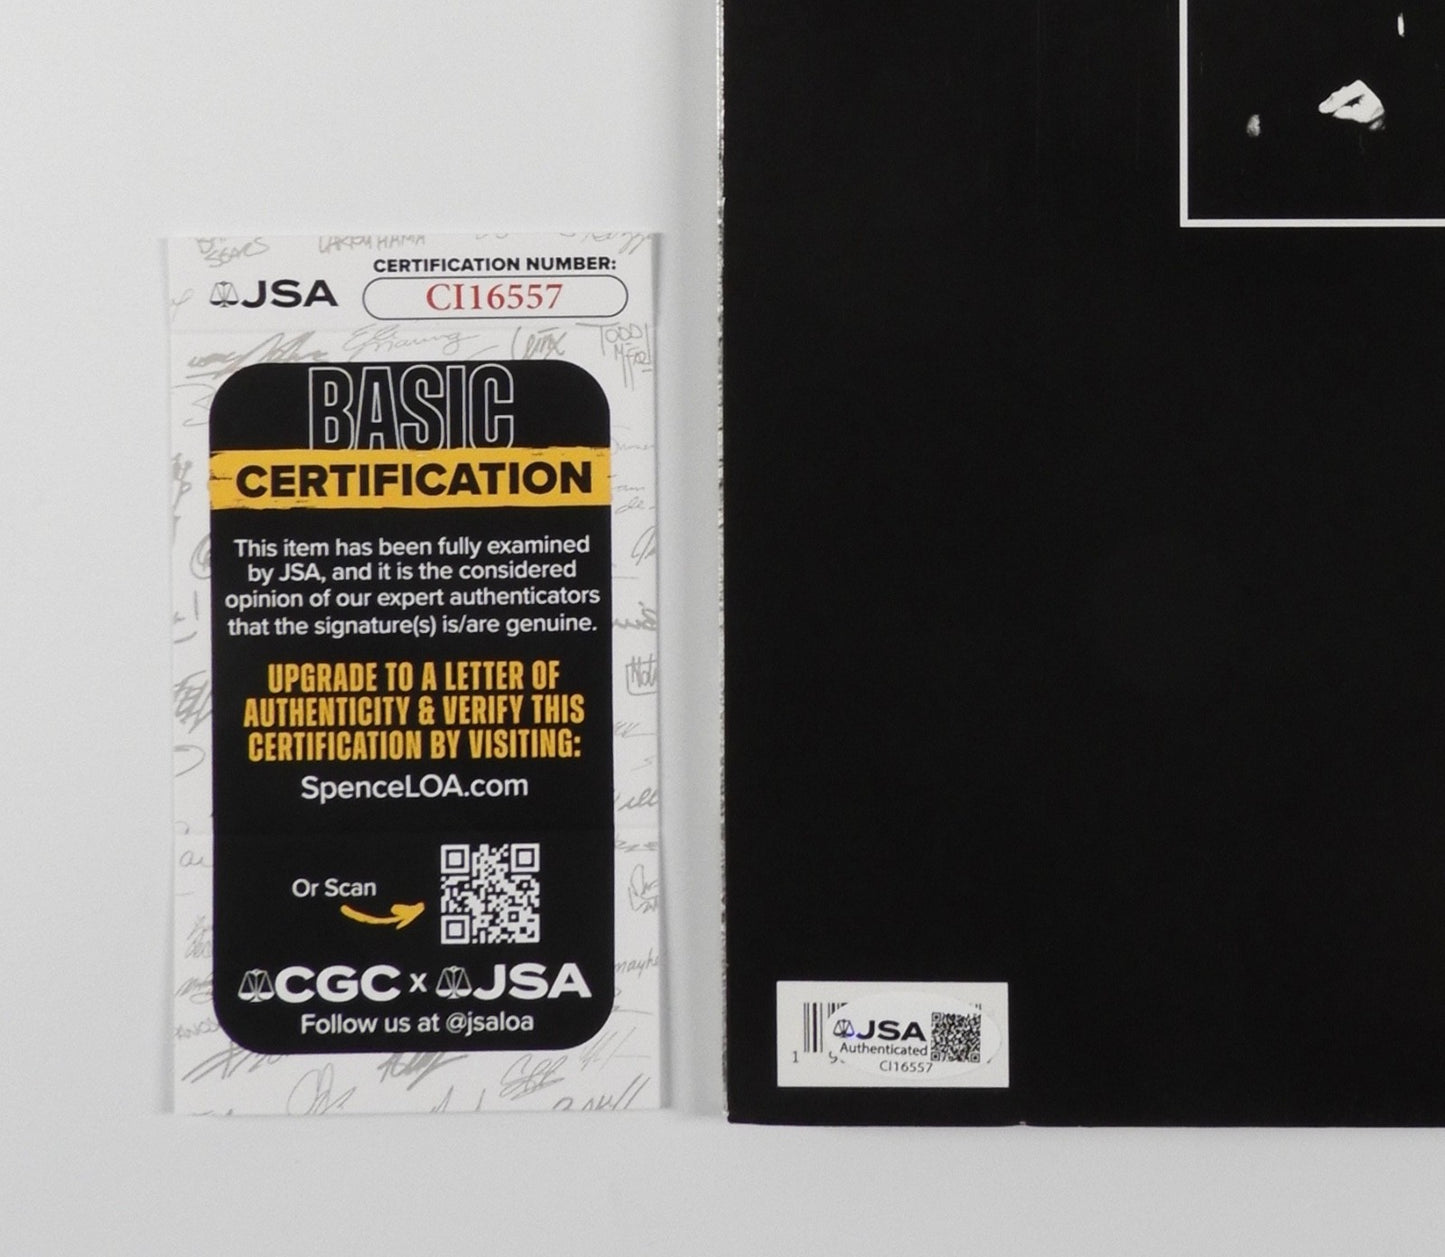 CERTIFICATION NUMBER:
JSA
CI16557
BASIC
CERTIFICATION
This item has been fully examined
by JSA, and it is the considered
opinion of our expert authenticators
that the signature(s) is/are genuine.
UPGRADE TO A LETTER OF
AUTHENTICITY & VERIFY THIS
CERTIFICATION BY VISITING:
SpenceLOA.com
Or Scan
CGC x JSA
Follow us at @jsaloa
JSA
Authenticated
CI16557
1 5